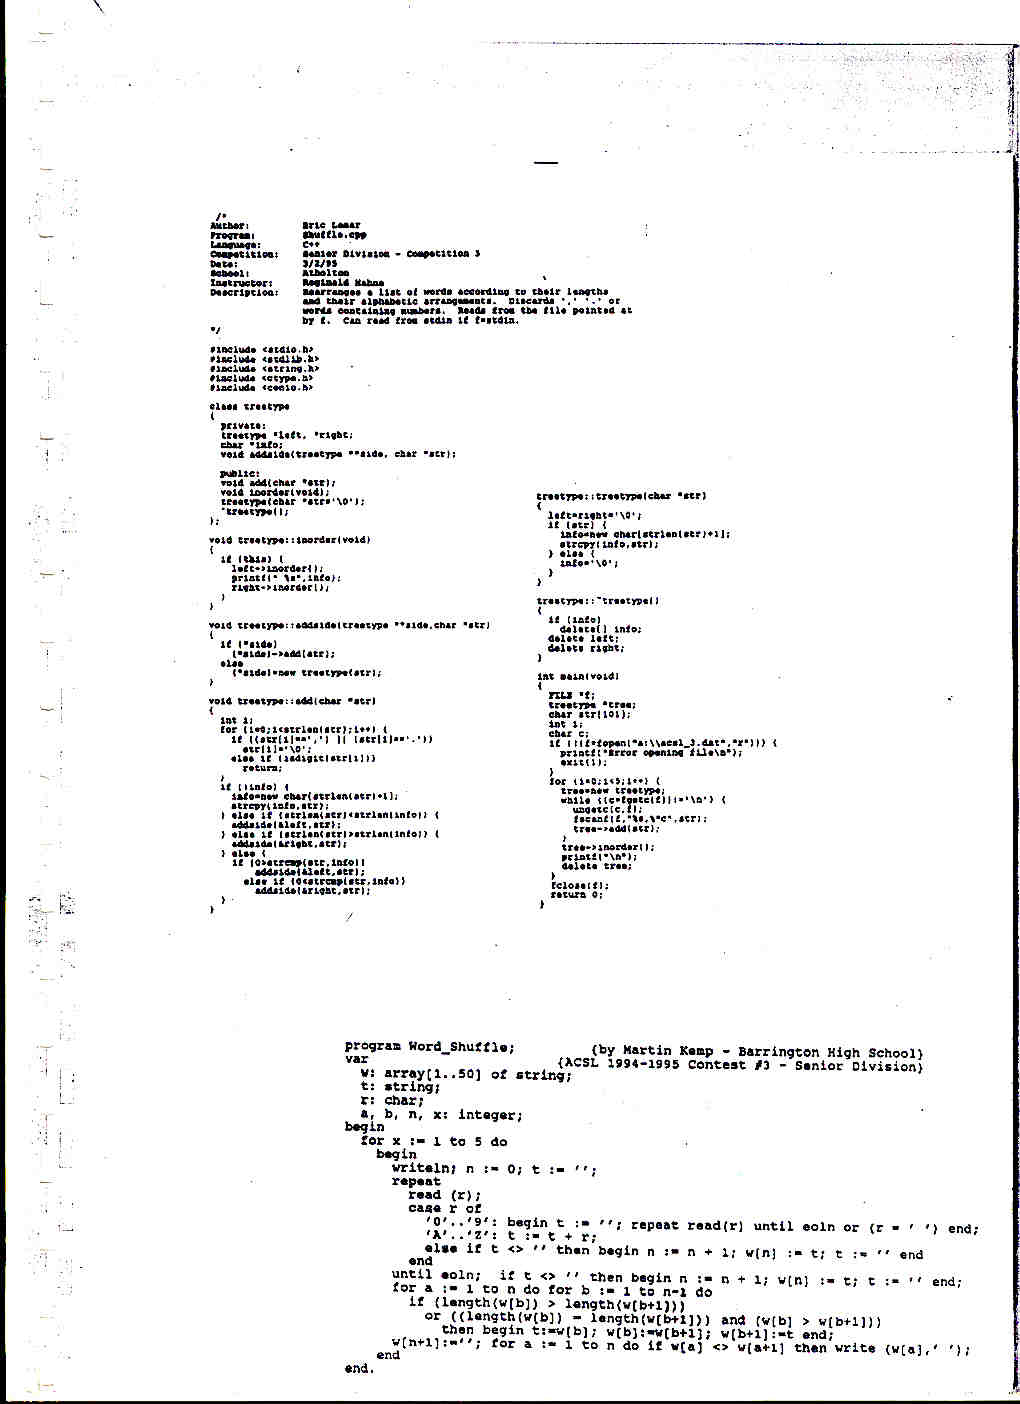 /*
Author: Eric Lamar
Program: Shuffle.cpp
Language: C++
Competition: Senior Division - Competition 3
Date: 3/2/95
School: Atholton
Instructor: Reginald Hahne
Description: Rearranges a list of words according to their lengths
and their alphabetic arrangements. Discards ',' '.' or
words containing numbers. Reads from the file pointed at
by f. Can read from stdin if f=stdin.
*/
#include <stdio.h>
#include <stdlib.h>
#include <string.h>
#include <ctype.h>
#include <conio.h>
class treetype
{
private:
treetype *left, *right;
char *info;
void addside(treetype **side, char *str);
public:
void add(char *str);
void inorder(void);
treetype(char *str='\0');
~treetype();
};
void treetype::inorder(void)
{
if (this) {
left->inorder();
printf(" %s",info);
right->inorder();
}
}
void treetype::addside(treetype **side,char *str)
{
if (*side)
(*side)->add(str);
else
(*side)=new treetype(str);
}
void treetype::add(char *str)
{
int i;
for (i=0;i<strlen(str);i++) {
if ((str[i]==',') || (str[i]=='.'))
str[i]='\0';
else if (isdigit(str[i]))
return;
}
if (!info) {
info=new char[strlen(str)+1];
strcpy(info,str);
} else if (strlen(str)<strlen(info)) {
addside(&left,str);
} else if (strlen(str)>strlen(info)) {
addside(&right,str);
} else {
if (0>strcmp(str,info))
addside(&left,str);
else if (0<strcmp(str,info))
addside(&right,str);
}
}
treetype::treetype(char *str)
{
left=right='\0';
if (str) {
info=new char[strlen(str)+1];
strcpy(info,str);
} else {
info='\0';
}
}
treetype::~treetype()
{
if (info)
delete[] info;
delete left;
delete right;
}
int main(void)
{
FILE *f;
treetype *tree;
char str[101];
int i;
char c;
if (!(f=fopen("a:\\acsl_3.dat","r"))) {
printf("Error opening file\n");
exit(1);
}
for (i=0;i<5;i++) {
tree=new treetype;
while ((c=fgetc(f))!='\n') {
ungetc(c,f);
fscanf(f,"%s,%*c",str);
tree->add(str);
}
tree->inorder();
printf("\n");
delete tree;
}
fclose(f);
return 0;
}
program Word_Shuffle; {by Martin Kemp - Barrington High School}
var {ACSL 1994-1995 Contest #3 - Senior Division}
w: array[1..50] of string;
t: string;
r: char;
a, b, n, x: integer;
begin
for x := 1 to 5 do
begin
writeln; n := 0; t := '';
repeat
read (r);
case r of
'0'..'9': begin t := ''; repeat read(r) until eoln or (r = ' ') end;
'A'..'Z': t := t + r;
else if t <> '' then begin n := n + 1; w[n] := t; t := '' end
end
until eoln; if t <> '' then begin n := n + 1; w[n] := t; t := '' end;
for a := 1 to n do for b := 1 to n-1 do
if (length(w[b]) > length(w[b+1]))
or ((length(w[b]) = length(w[b+1])) and (w[b] > w[b+1]))
then begin t:=w[b]; w[b]:=w[b+1]; w[b+1]:=t end;
w[n+1]:=''; for a := 1 to n do if w[a] <> w[a+1] then write (w[a],' ');
end
end.